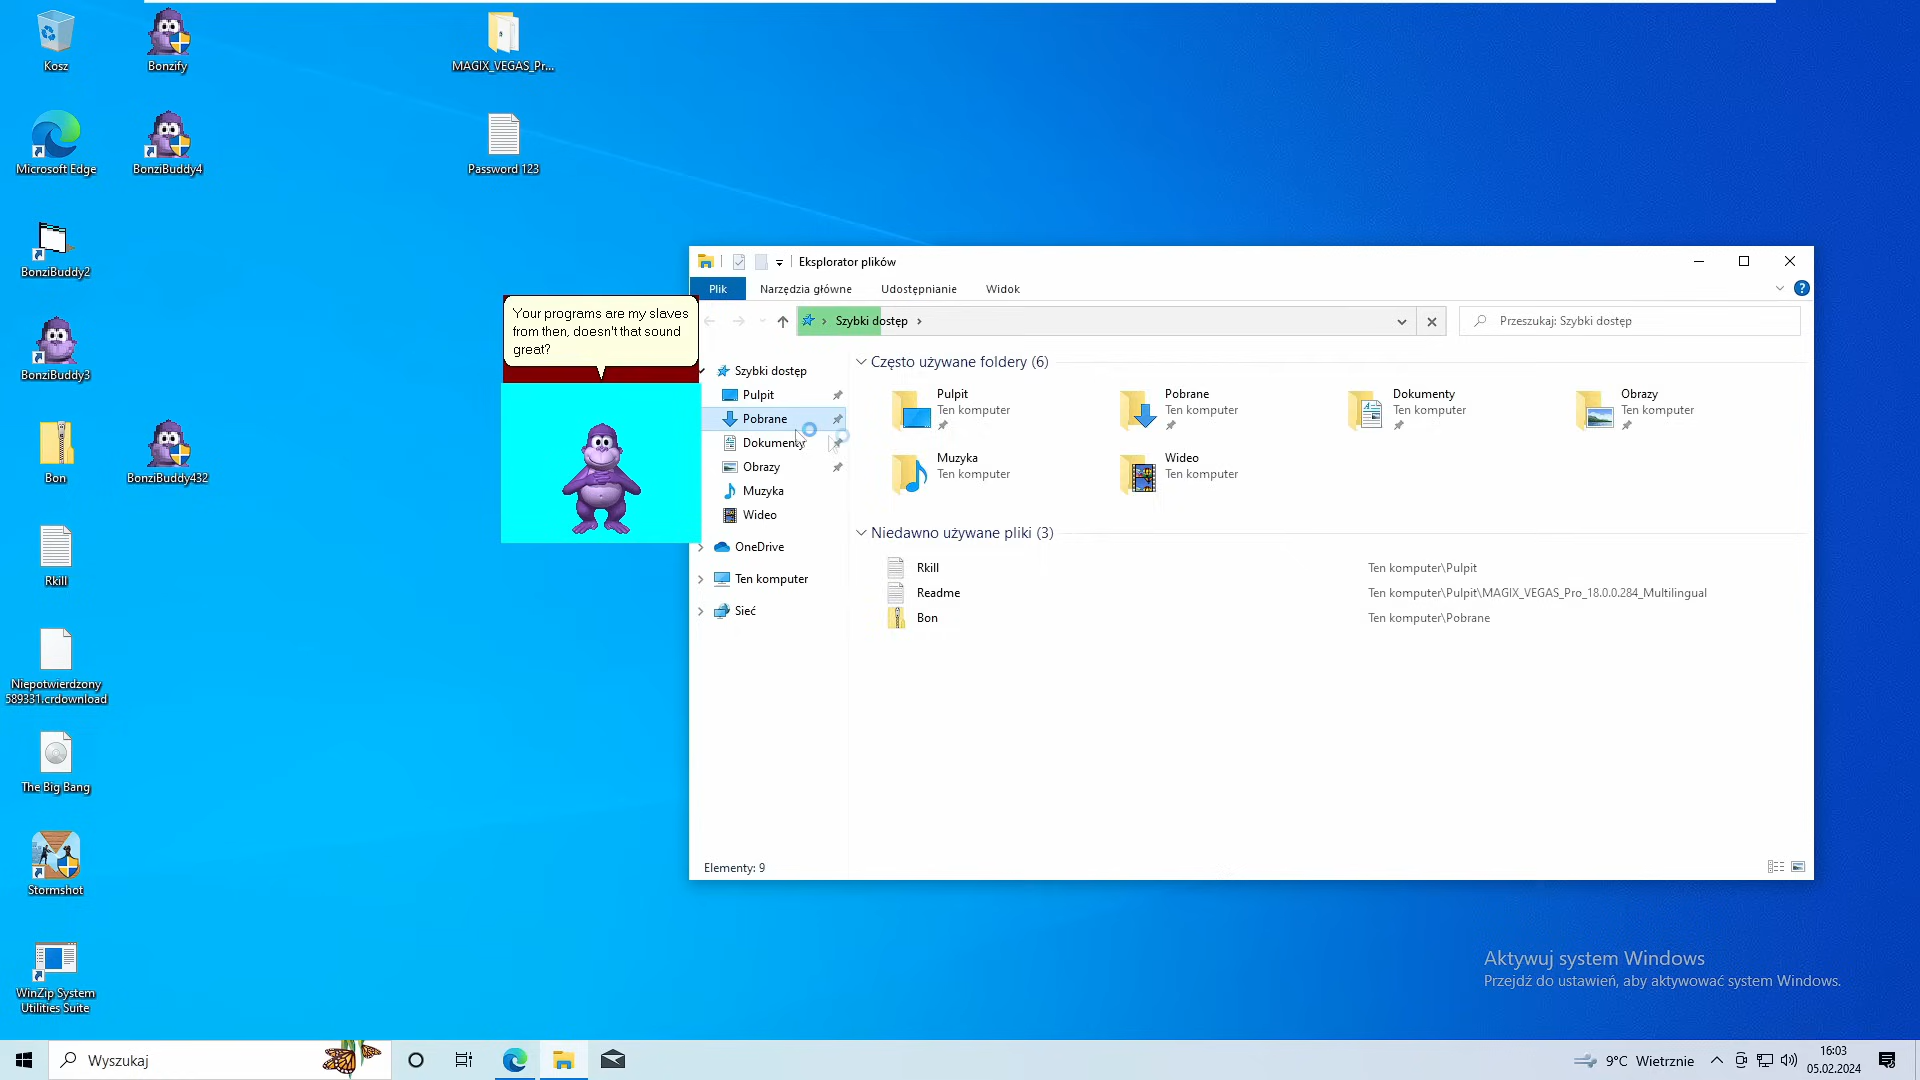 Kosz
Bonzify
MAGIX_VEGAS_Pr...
Microsoft Edge
BonziBuddy4
Password 123
BonziBuddy2
BonziBuddy3
Bon
BonziBuddy432
Rkill
Niepotwierdzony
589331.crdownload
The Big Bang
Stormshot
WinZip System
Utilities Suite
Your programs are my slaves
from then, doesn't that sound
great?
Eksplorator plików
Plik
Narzędzia główne
Udostępnianie
Widok
Szybki dostęp
Przeszukaj: Szybki dostęp
Szybki dostęp
Pulpit
Pobrane
Dokumenty
Obrazy
Muzyka
Wideo
OneDrive
Ten komputer
Sieć
Często używane foldery (6)
Pulpit
Ten komputer
Pobrane
Ten komputer
Dokumenty
Ten komputer
Obrazy
Ten komputer
Muzyka
Ten komputer
Wideo
Ten komputer
Niedawno używane pliki (3)
Rkill
Ten komputer\Pulpit
Readme
Ten komputer\Pulpit\MAGIX_VEGAS_Pro_18.0.0.284_Multilingual
Bon
Ten komputer\Pobrane
Elementy: 9
Aktywuj system Windows
Przejdź do ustawień, aby aktywować system Windows.
Wyszukaj
9°C Wietrznie
16:03
05.02.2024